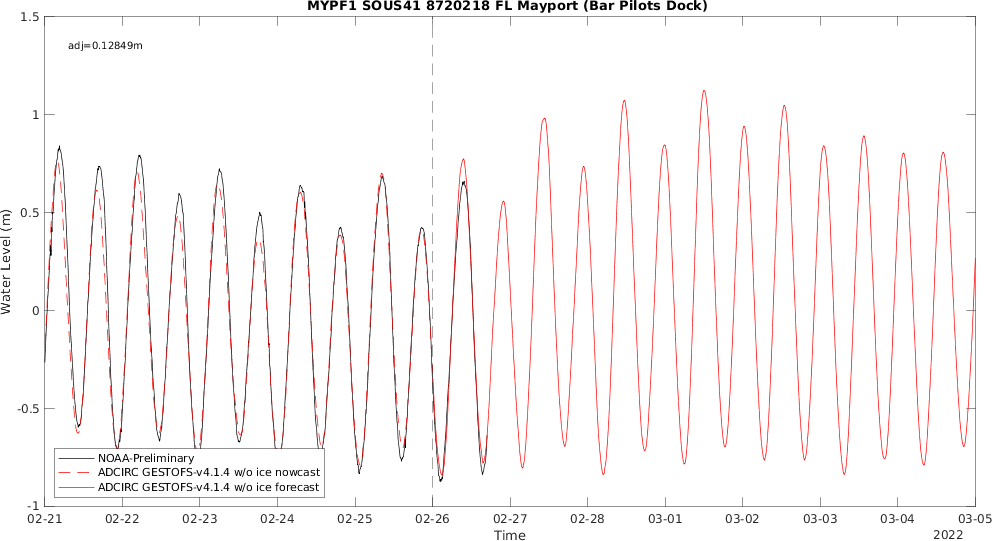 MYPF1 SOUS41 8720218 FL Mayport (Bar Pilots Dock)
adj=0.12849m
1.5
1
0.5
0
-0.5
-1
Water Level (m)
NOAA-Preliminary
ADCIRC GESTOFS-v4.1.4 w/o ice nowcast
ADCIRC GESTOFS-v4.1.4 w/o ice forecast
02-21 02-22 02-23 02-24 02-25 02-26 02-27 02-28 03-01 03-02 03-03 03-04 03-05
Time
2022